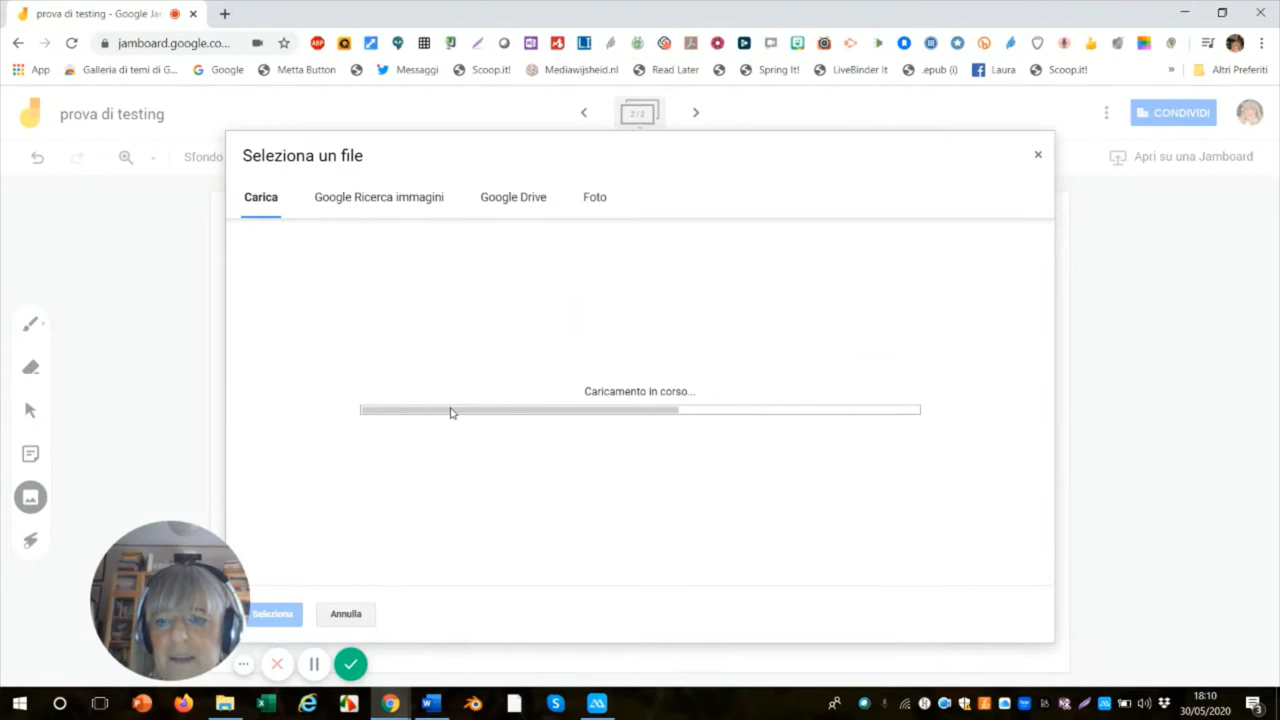 prova di testing - Google Jar
jamboard.google.co...
App
Galleria di temi di G...
Google
Metta Button
Messaggi
Scoop.it!
Mediawijsheid.nl
Read Later
Spring It!
LiveBinder It
.epub (i)
Laura
Scoop.it!
»
Altri Preferiti
prova di testing
2/2
CONDIVIDI
Sfondo
Apri su una Jamboard
Seleziona un file
Carica
Google Ricerca immagini
Google Drive
Foto
Caricamento in corso...
Seleziona
Annulla
18:10
30/05/2020
3